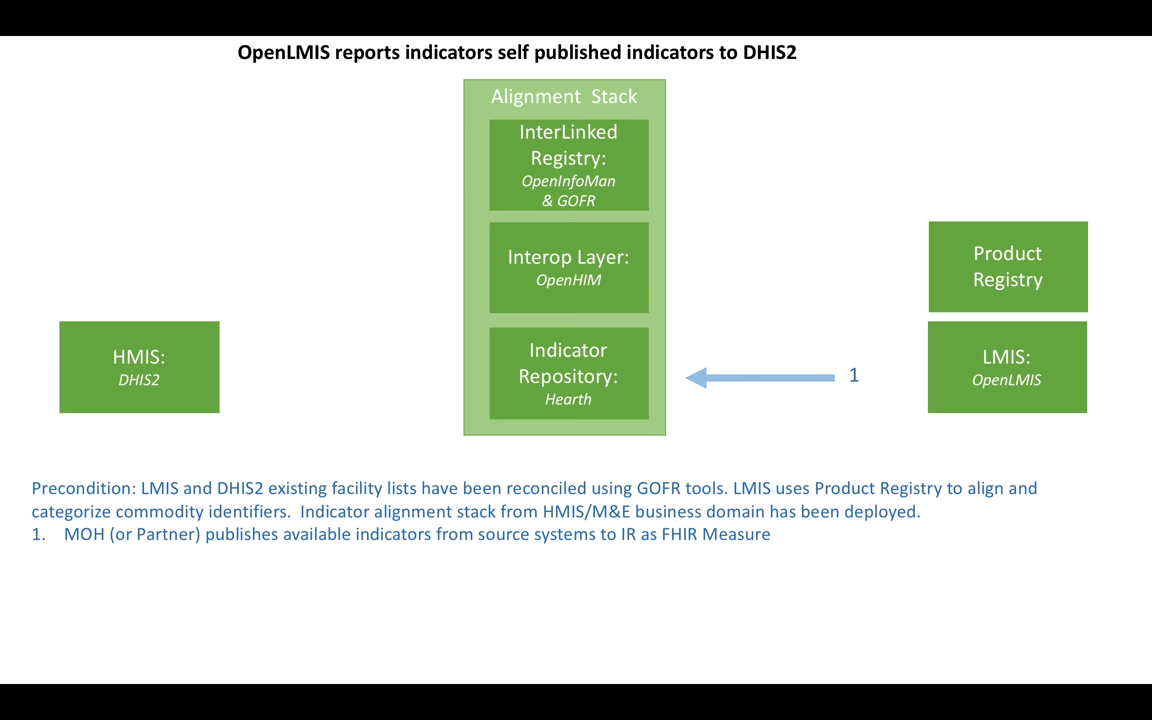 OpenLMIS reports indicators self published indicators to DHIS2
Alignment Stack
InterLinked
Registry:
OpenInfoMan
& GOFR
Interop Layer:
OpenHIM
Product
Registry
Indicator
Repository:
Hearth
HMIS:
DHIS2
1
LMIS:
OpenLMIS
Precondition: LMIS and DHIS2 existing facility lists have been reconciled using GOFR tools. LMIS uses Product Registry to align and
categorize commodity identifiers. Indicator alignment stack from HMIS/M&E business domain has been deployed.
1. MOH (or Partner) publishes available indicators from source systems to IR as FHIR Measure